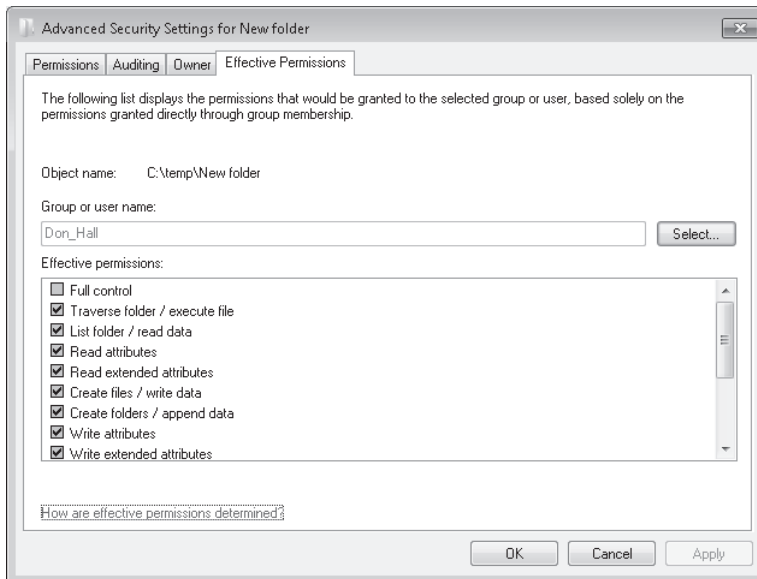 Advanced Security Settings for New folder
Permissions
Auditing
Owner
Effective Permissions
The following list displays the permissions that would be granted to the selected group or user, based solely on the
permissions granted directly through group membership.
Object name:
C:\temp\New folder
Group or user name:
Don_Hall
Select...
Effective permissions:
Full control
Traverse folder / execute file
List folder / read data
Read attributes
Read extended attributes
Create files / write data
Create folders / append data
Write attributes
Write extended attributes
How are effective permissions determined?
OK
Cancel
Apply